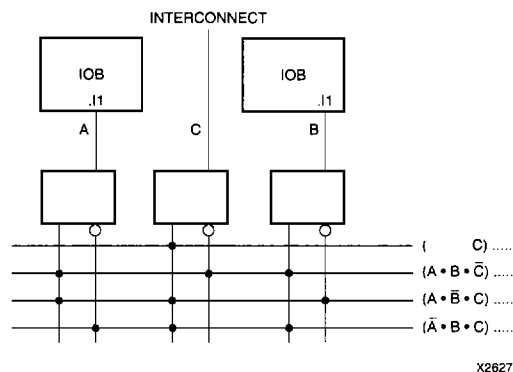 INTERCONNECT
IOB
.I1
IOB
.I1
A
C
B
( C) .....
(A • B • C̅) .....
(A • B̅ • C) .....
(A̅ • B • C) .....
X2627